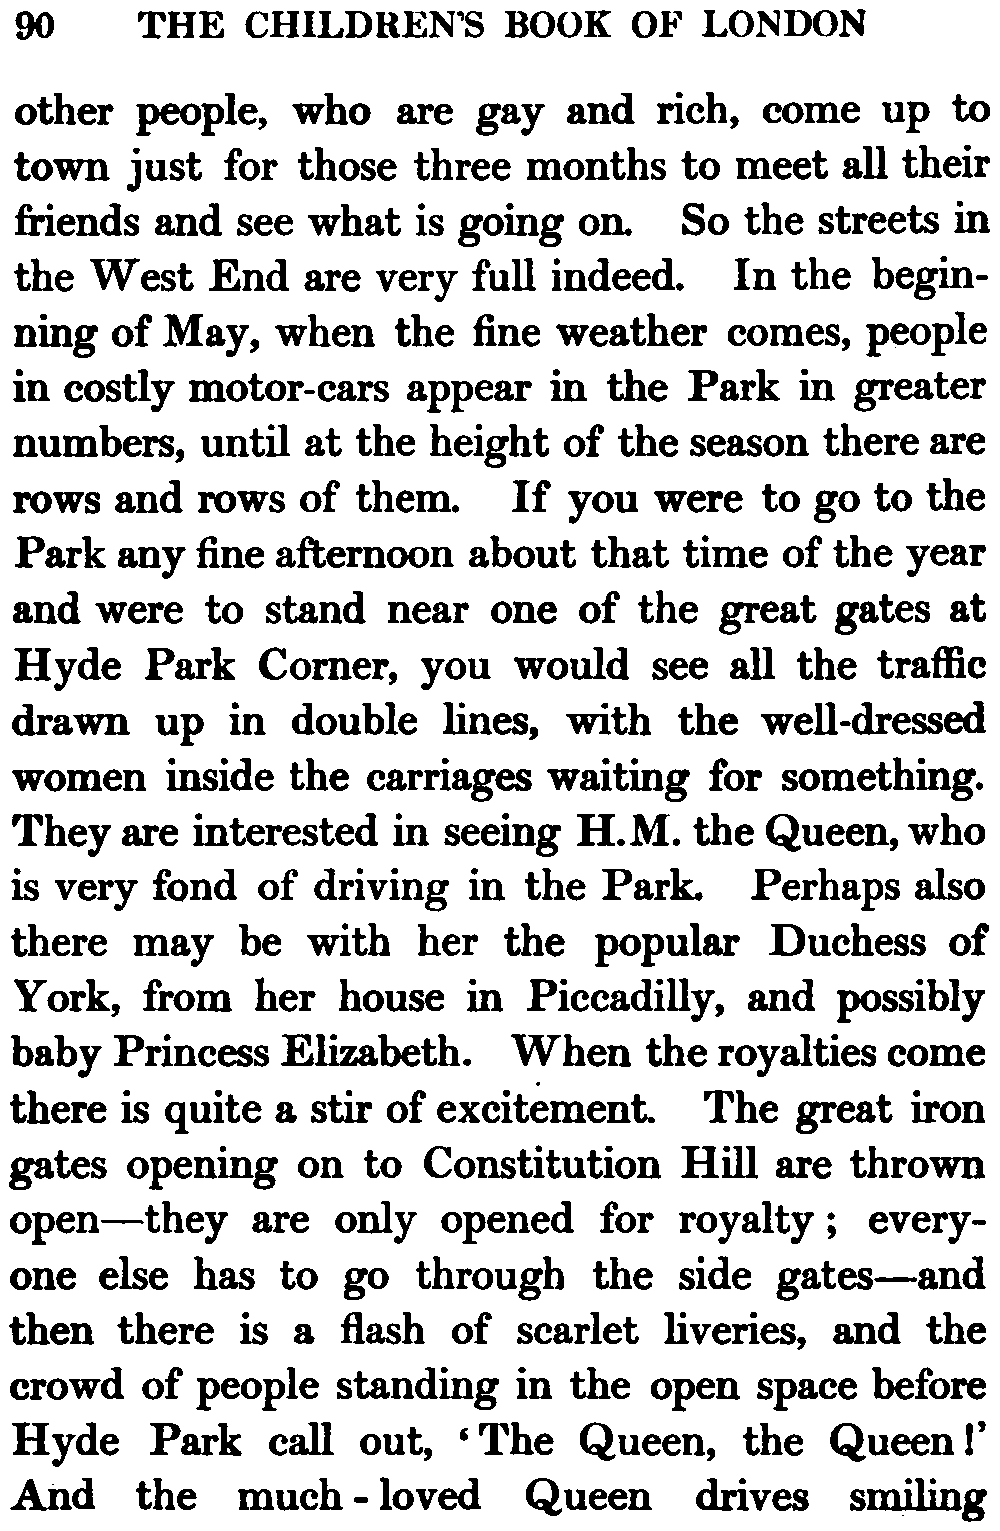 90 THE CHILDREN'S BOOK OF LONDON
other people, who are gay and rich, come up to
town just for those three months to meet all their
friends and see what is going on. So the streets in
the West End are very full indeed. In the begin-
ning of May, when the fine weather comes, people
in costly motor-cars appear in the Park in greater
numbers, until at the height of the season there are
rows and rows of them. If you were to go to the
Park any fine afternoon about that time of the year
and were to stand near one of the great gates at
Hyde Park Corner, you would see all the traffic
drawn up in double lines, with the well-dressed
women inside the carriages waiting for something.
They are interested in seeing H.M. the Queen, who
is very fond of driving in the Park. Perhaps also
there may be with her the popular Duchess of
York, from her house in Piccadilly, and possibly
baby Princess Elizabeth. When the royalties come
there is quite a stir of excitement. The great iron
gates opening on to Constitution Hill are thrown
open—they are only opened for royalty; every-
one else has to go through the side gates—and
then there is a flash of scarlet liveries, and the
crowd of people standing in the open space before
Hyde Park call out, ‘The Queen, the Queen!’
And the much-loved Queen drives smiling